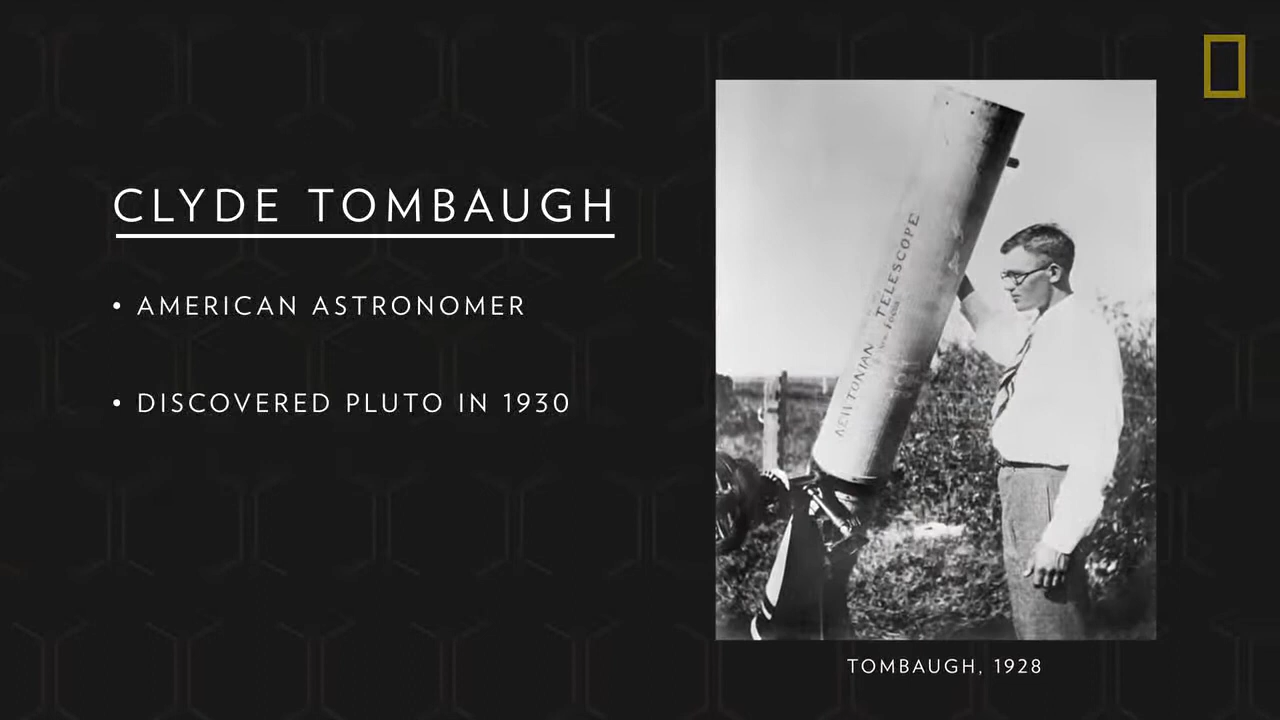 CLYDE TOMBAUGH
• AMERICAN ASTRONOMER
• DISCOVERED PLUTO IN 1930
NEWTONIAN TELESCOPE
TOMBAUGH, 1928